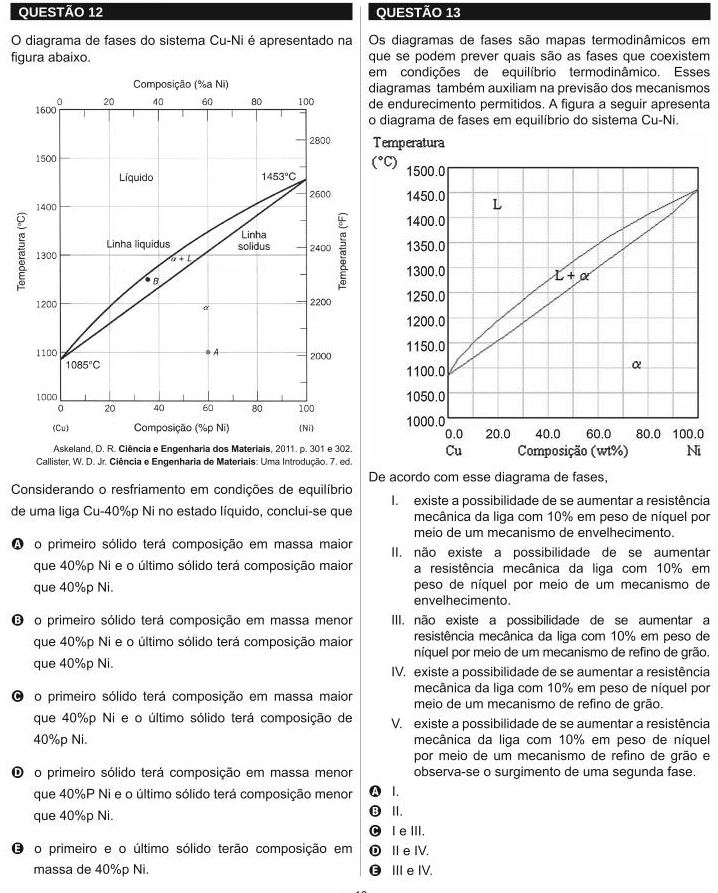 QUESTÃO 12
O diagrama de fases do sistema Cu-Ni é apresentado na
figura abaixo.
Composição (%a Ni)
0 20 40 60 80 100
1600
1500
1400
1300
1200
1100
1000
Temperatura (°C)
2800
2600
2400
2200
2000
Temperatura (°F)
Líquido
1453°C
Linha liquidus
Linha
solidus
α + L
B
α
A
1085°C
0 20 40 60 80 100
(Cu) Composição (%p Ni) (Ni)
Askeland, D. R. Ciência e Engenharia dos Materiais, 2011. p. 301 e 302.
Callister, W. D. Jr. Ciência e Engenharia de Materiais: Uma Introdução. 7. ed.
Considerando o resfriamento em condições de equilíbrio
de uma liga Cu-40%p Ni no estado líquido, conclui-se que
A o primeiro sólido terá composição em massa maior
que 40%p Ni e o último sólido terá composição maior
que 40%p Ni.
B o primeiro sólido terá composição em massa menor
que 40%p Ni e o último sólido terá composição maior
que 40%p Ni.
C o primeiro sólido terá composição em massa maior
que 40%p Ni e o último sólido terá composição de
40%p Ni.
D o primeiro sólido terá composição em massa menor
que 40%P Ni e o último sólido terá composição menor
que 40%p Ni.
E o primeiro e o último sólido terão composição em
massa de 40%p Ni.
QUESTÃO 13
Os diagramas de fases são mapas termodinâmicos em
que se podem prever quais são as fases que coexistem
em condições de equilíbrio termodinâmico. Esses
diagramas também auxiliam na previsão dos mecanismos
de endurecimento permitidos. A figura a seguir apresenta
o diagrama de fases em equilíbrio do sistema Cu-Ni.
Temperatura
(°C)
1500.0
1450.0
1400.0
1350.0
1300.0
1250.0
1200.0
1150.0
1100.0
1050.0
1000.0
L
L + α
α
0.0 20.0 40.0 60.0 80.0 100.0
Cu Composição (wt%) Ni
De acordo com esse diagrama de fases,
I. existe a possibilidade de se aumentar a resistência
mecânica da liga com 10% em peso de níquel por
meio de um mecanismo de envelhecimento.
II. não existe a possibilidade de se aumentar
a resistência mecânica da liga com 10% em
peso de níquel por meio de um mecanismo de
envelhecimento.
III. não existe a possibilidade de se aumentar a
resistência mecânica da liga com 10% em peso de
níquel por meio de um mecanismo de refino de grão.
IV. existe a possibilidade de se aumentar a resistência
mecânica da liga com 10% em peso de níquel por
meio de um mecanismo de refino de grão.
V. existe a possibilidade de se aumentar a resistência
mecânica da liga com 10% em peso de níquel
por meio de um mecanismo de refino de grão e
observa-se o surgimento de uma segunda fase.
A I.
B II.
C I e III.
D II e IV.
E III e IV.